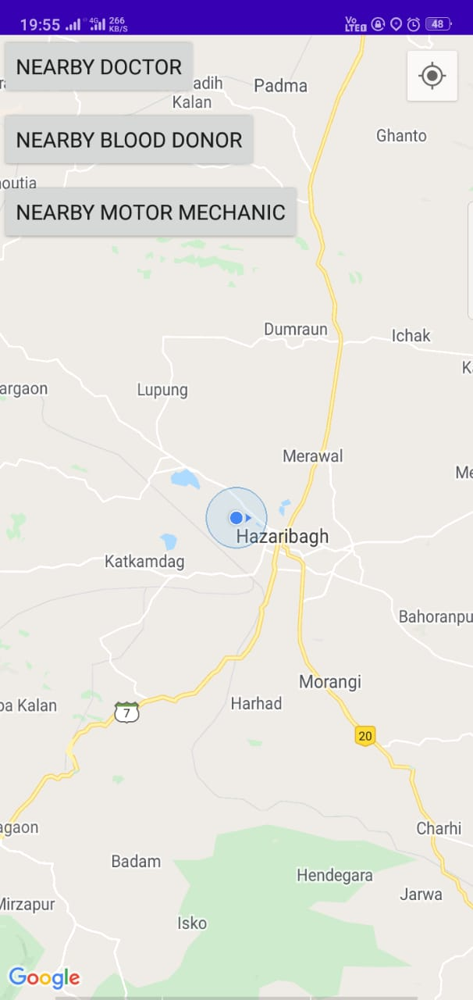 19:55 4G 266 KB/S Vo LTE 48
NEARBY DOCTOR
adih
Kalan
Padma
Ghanto
NEARBY BLOOD DONOR
outia
NEARBY MOTOR MECHANIC
Dumraun
Ichak
argaon
Lupung
Merawal
Me
Hazaribagh
Katkamdag
Bahoranpu
Morangi
Harhad
pa Kalan
7
20
agaon
Charhi
Badam
Hendegara
Jarwa
Mirzapur
Isko
Google